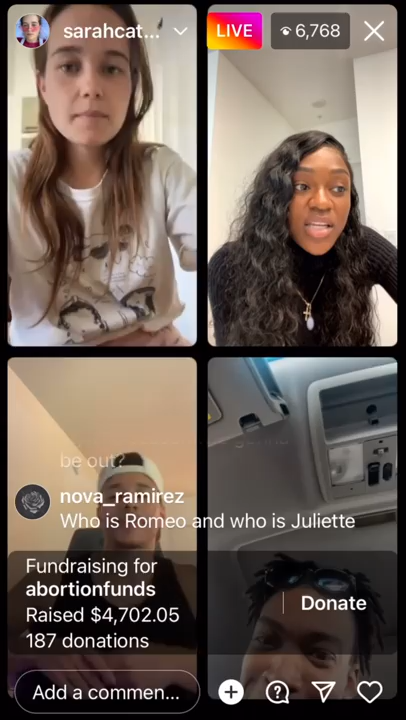 sarahcat...
LIVE
6,768
be out?
nova_ramirez
Who is Romeo and who is Juliette
Fundraising for
abortionfunds
Raised $4,702.05
187 donations
Donate
Add a commen...